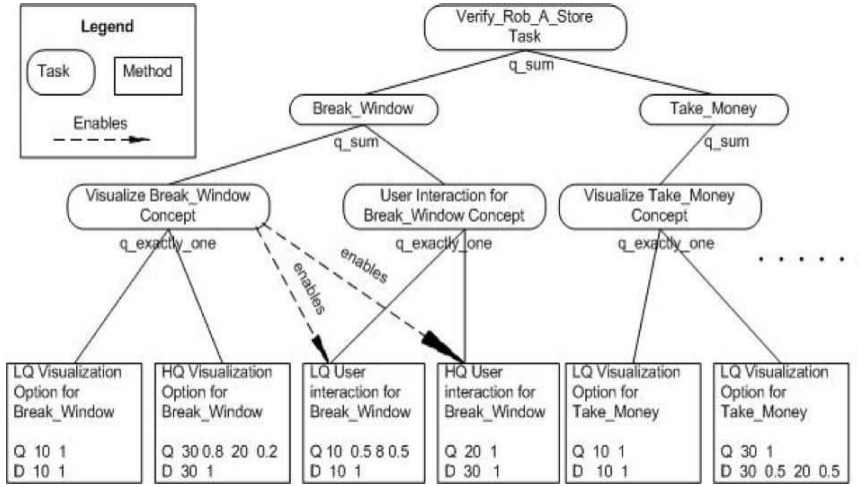 Legend
Task
Method
Enables
Verify_Rob_A_Store
Task
q_sum
Break_Window
Take_Money
q_sum
q_sum
Visualize Break_Window
Concept
User Interaction for
Break_Window Concept
Visualize Take_Money
Concept
q_exactly_one
q_exactly_one
q_exactly_one
enables
enables
. . . . .
LQ Visualization
Option for
Break_Window
Q 10 1
D 10 1
HQ Visualization
Option for
Break_Window
Q 30 0.8 20 0.2
D 30 1
LQ User
interaction for
Break_Window
Q 10 0.5 8 0.5
D 10 1
HQ User
interaction for
Break_Window
Q 20 1
D 30 1
LQ Visualization
Option for
Take_Money
Q 10 1
D 10 1
LQ Visualization
Option for
Take_Money
Q 30 1
D 30 0.5 20 0.5